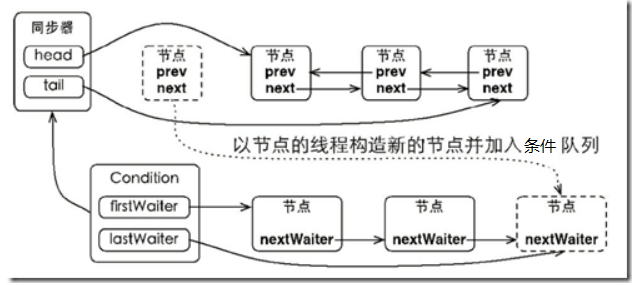 同步器
head
tail
节点
prev
next
节点
prev
next
节点
prev
next
节点
prev
next
以节点的线程构造新的节点并加入条件队列
Condition
firstWaiter
lastWaiter
节点
nextWaiter
节点
nextWaiter
节点
nextWaiter